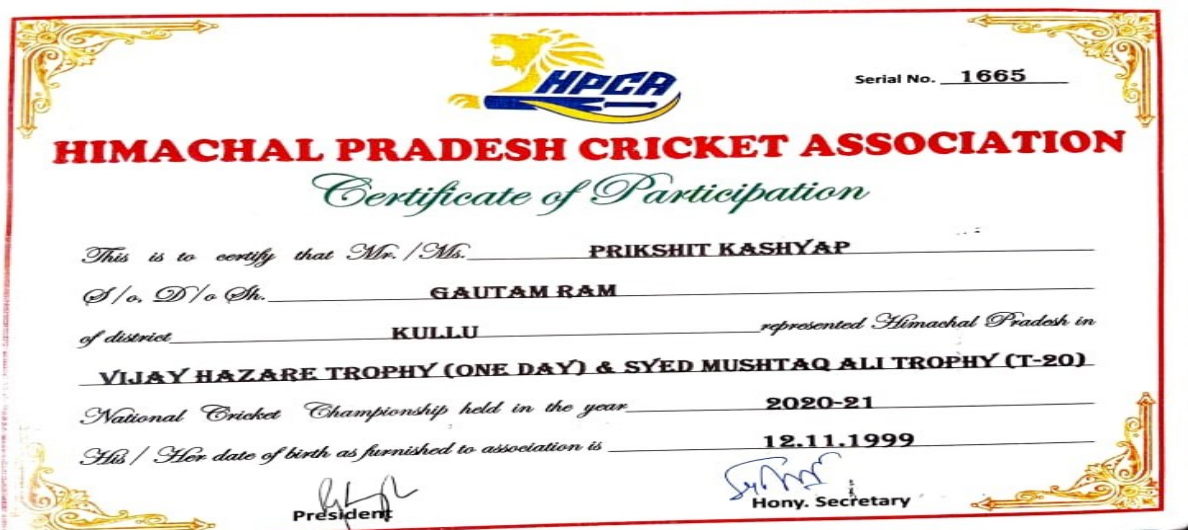 HPCA
Serial No. 1665
HIMACHAL PRADESH CRICKET ASSOCIATION
Certificate of Participation
This is to certify that Mr. / Ms. PRIKSHIT KASHYAP
S/o, D/o Sh. GAUTAM RAM
of district KULLU represented Himachal Pradesh in
VIJAY HAZARE TROPHY (ONE DAY) & SYED MUSHTAQ ALI TROPHY (T-20)
National Cricket Championship held in the year 2020-21
His / Her date of birth as furnished to association is 12.11.1999
President
Hony. Secretary